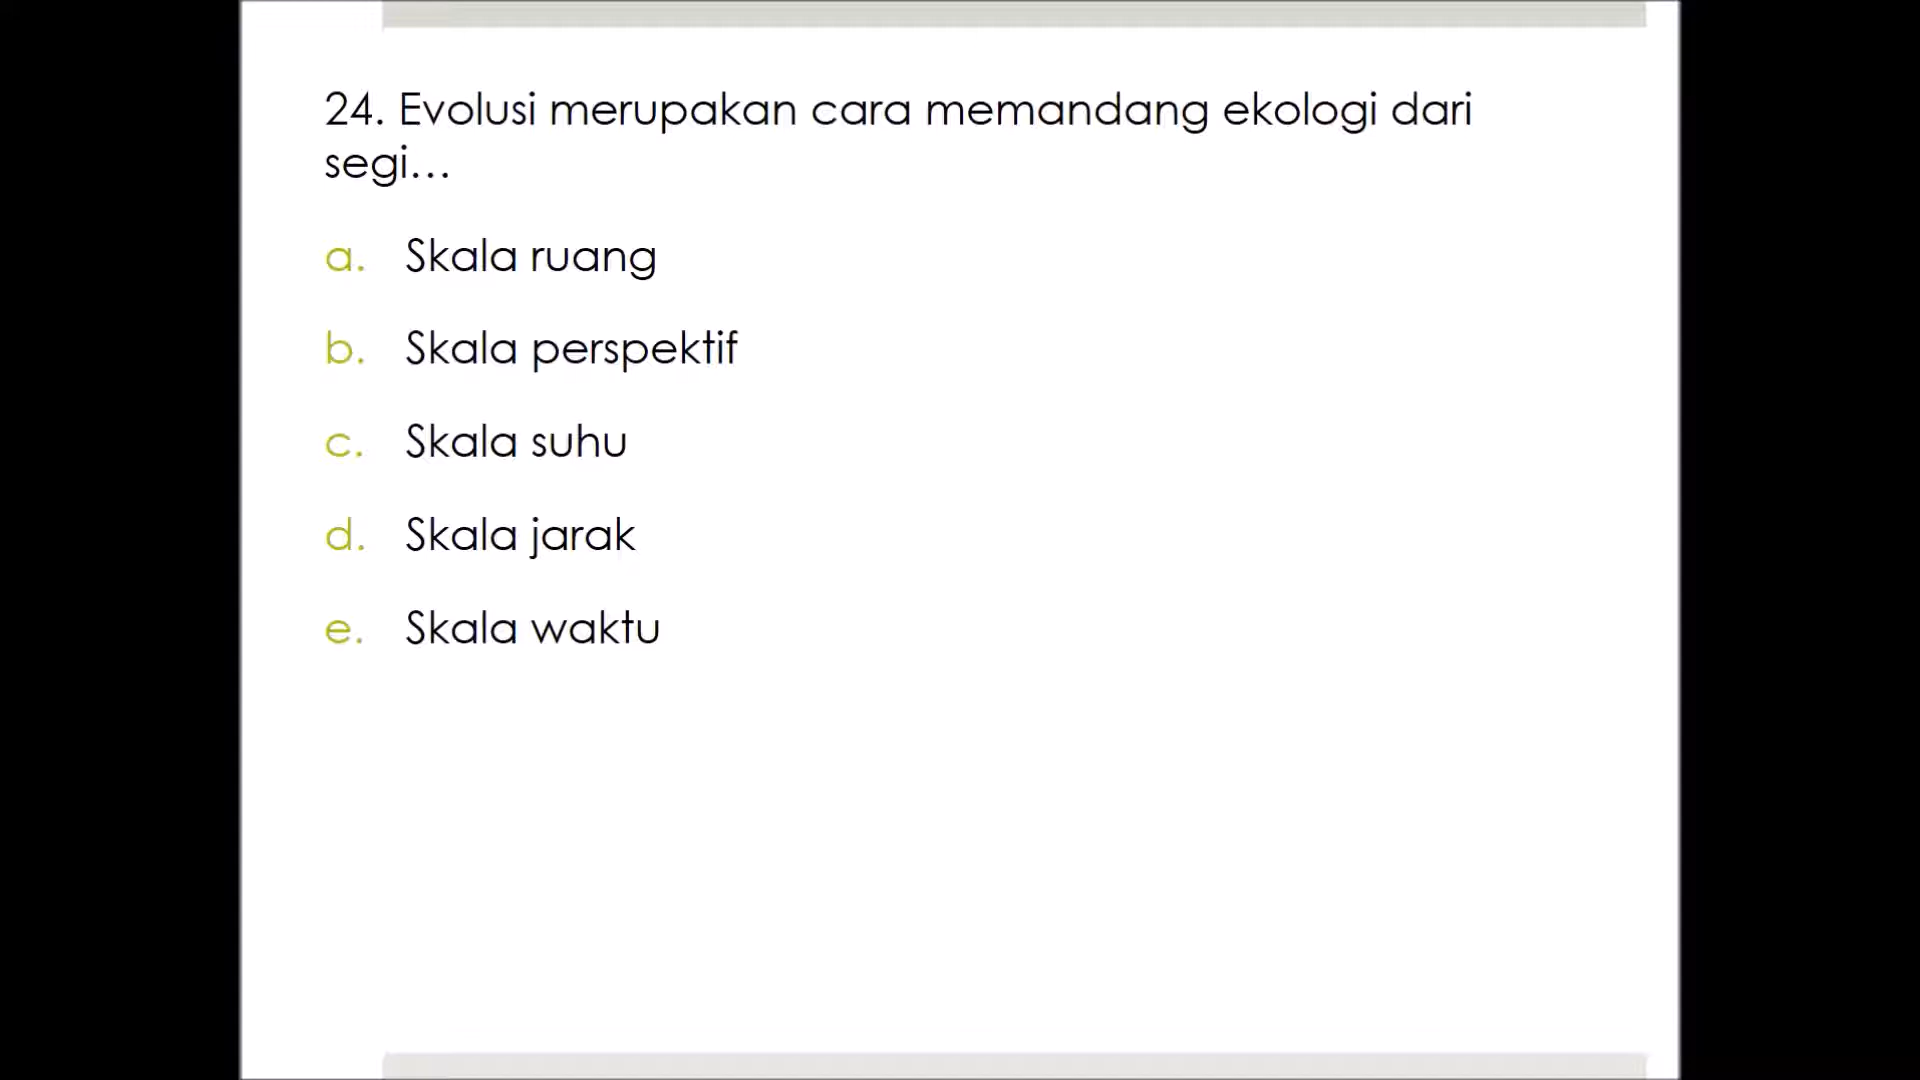 24. Evolusi merupakan cara memandang ekologi dari
segi...
a. Skala ruang
b. Skala perspektif
c. Skala suhu
d. Skala jarak
e. Skala waktu